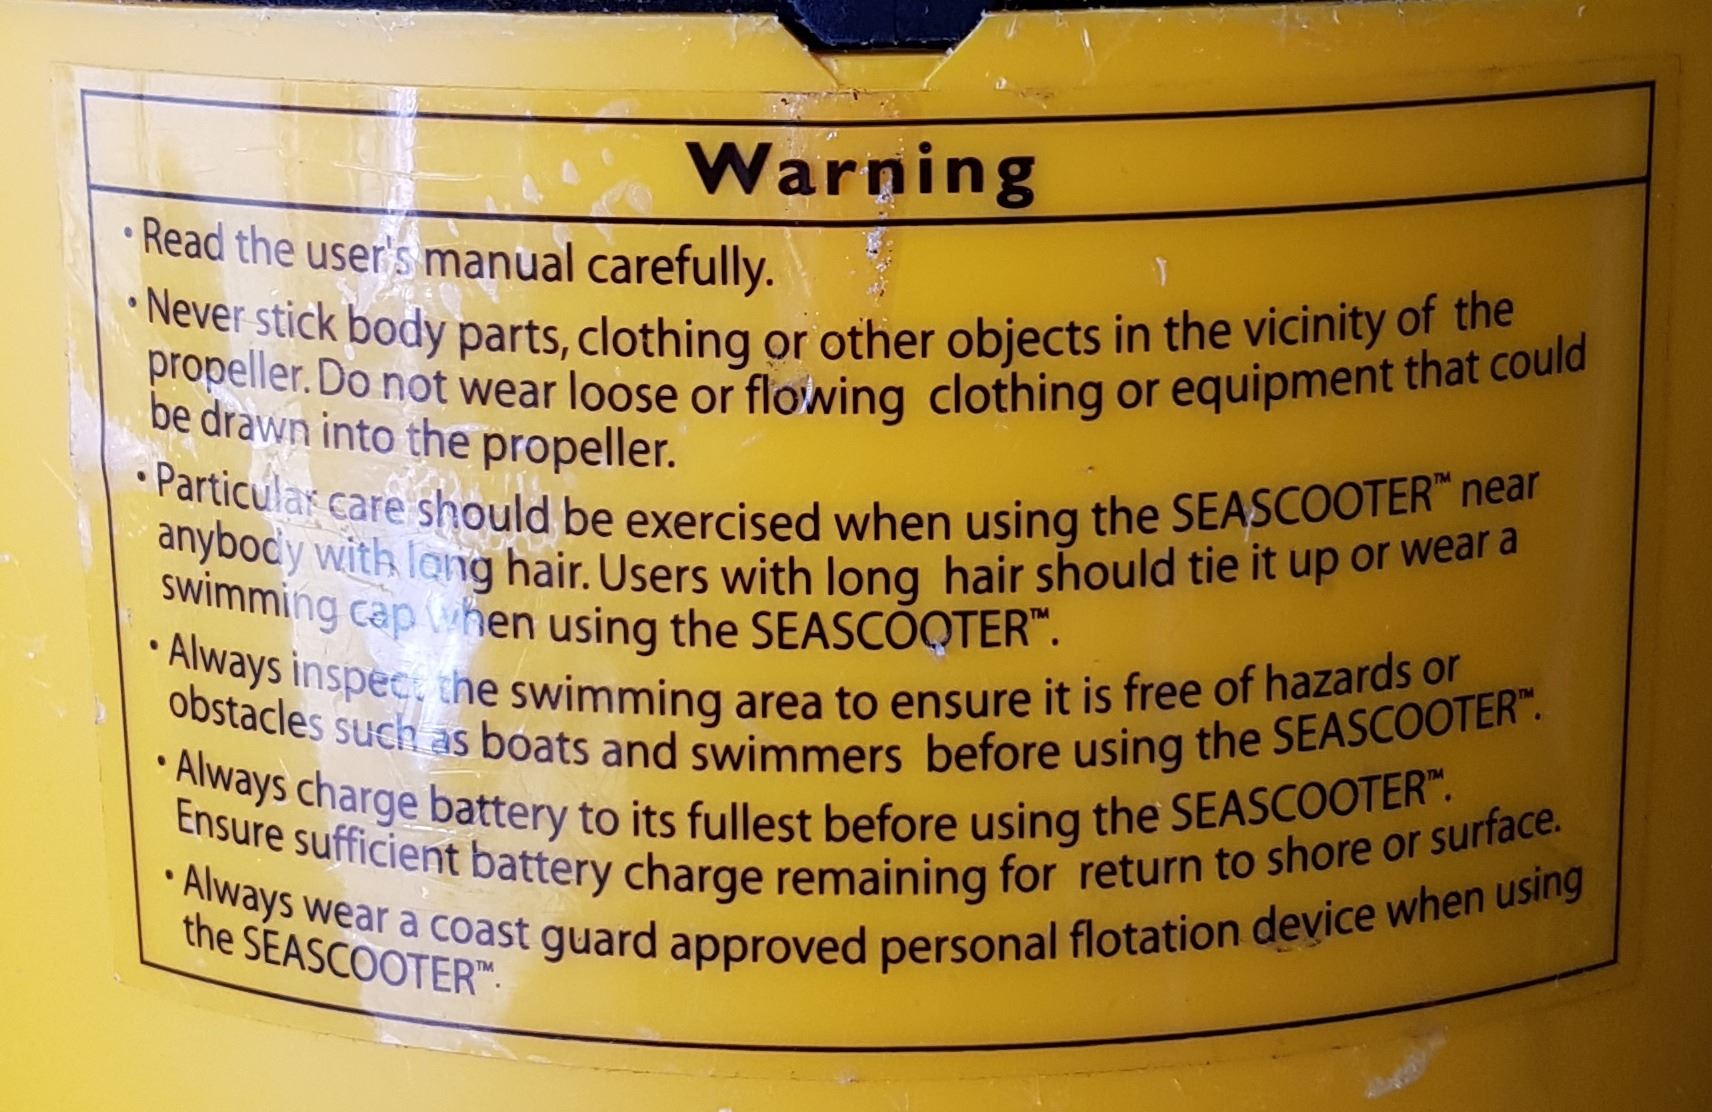 Warning
• Read the user's manual carefully.
• Never stick body parts, clothing or other objects in the vicinity of the
propeller. Do not wear loose or flowing clothing or equipment that could
be drawn into the propeller.
• Particular care should be exercised when using the SEASCOOTER™ near
anybody with long hair. Users with long hair should tie it up or wear a
swimming cap when using the SEASCOOTER™.
• Always inspect the swimming area to ensure it is free of hazards or
obstacles such as boats and swimmers before using the SEASCOOTER™.
• Always charge battery to its fullest before using the SEASCOOTER™.
Ensure sufficient battery charge remaining for return to shore or surface.
• Always wear a coast guard approved personal flotation device when using
the SEASCOOTER™.